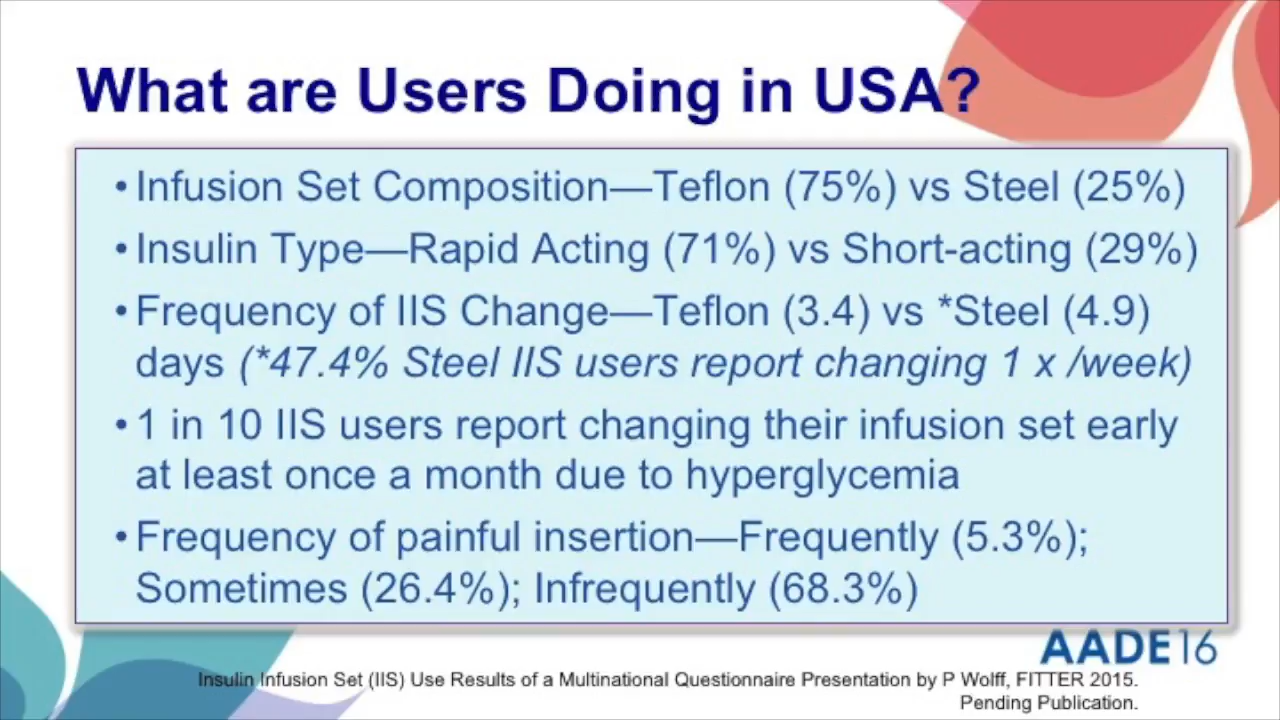 What are Users Doing in USA?
•Infusion Set Composition—Teflon (75%) vs Steel (25%)
•Insulin Type—Rapid Acting (71%) vs Short-acting (29%)
•Frequency of IIS Change—Teflon (3.4) vs *Steel (4.9)
days (*47.4% Steel IIS users report changing 1 x /week)
•1 in 10 IIS users report changing their infusion set early
at least once a month due to hyperglycemia
•Frequency of painful insertion—Frequently (5.3%);
Sometimes (26.4%); Infrequently (68.3%)
AADE16
Insulin Infusion Set (IIS) Use Results of a Multinational Questionnaire Presentation by P Wolff, FITTER 2015.
Pending Publication.